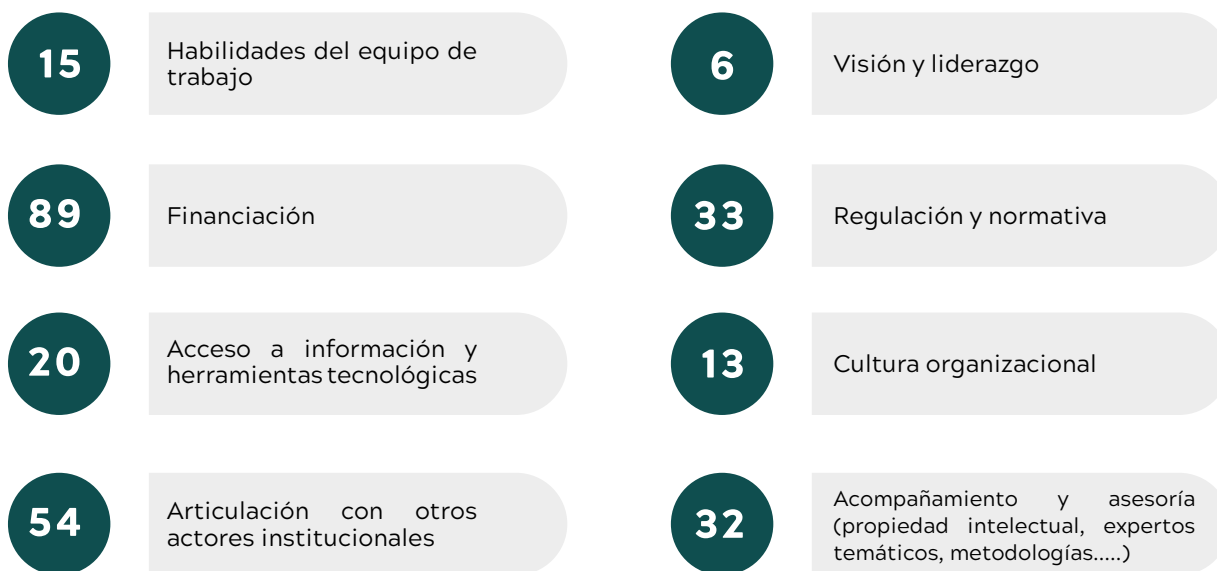 15
Habilidades del equipo de
trabajo
6
Visión y liderazgo
89
Financiación
33
Regulación y normativa
20
Acceso a información y
herramientas tecnológicas
13
Cultura organizacional
54
Articulación con otros
actores institucionales
32
Acompañamiento y asesoría
(propiedad intelectual, expertos
temáticos, metodologías.....)